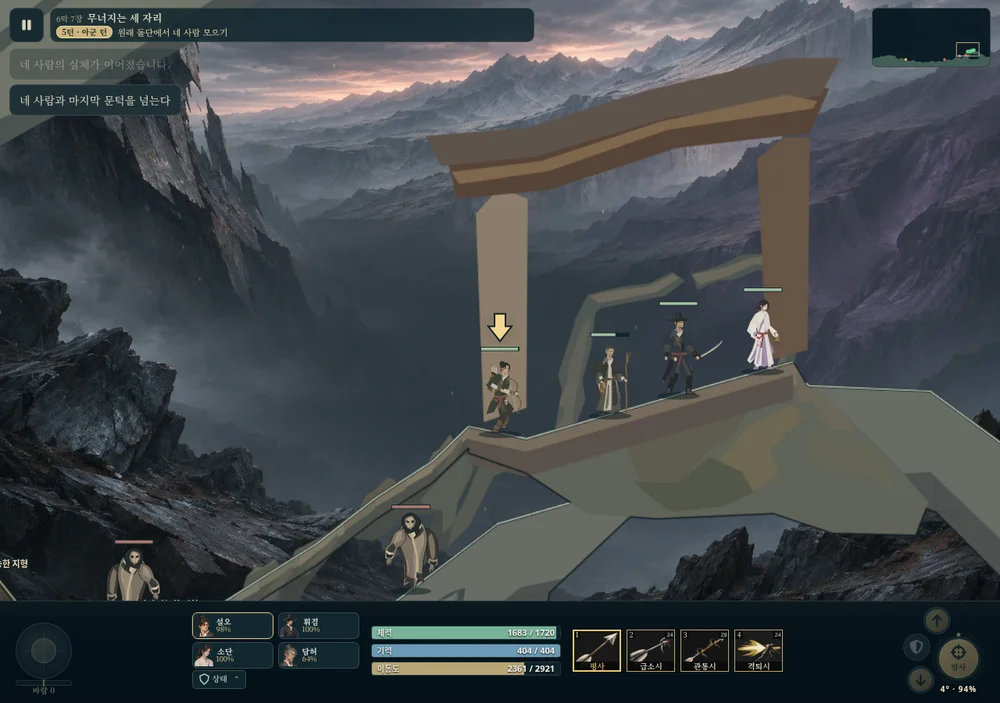 6막 7장 무너지는 세 자리
5턴 · 아군 턴 원래 돌단에서 네 사람 모으기
네 사람의 실체가 이어졌습니다.
네 사람과 마지막 문턱을 넘는다
한 지형
설오
98%
휘겸
100%
소단
100%
담허
64%
상태
체력 1683 / 1720
기력 404 / 404
이동도 2361 / 2921
1 평사
2 24 급소시
3 29 관통시
4 24 격퇴시
바람 0
발사
4° · 94%